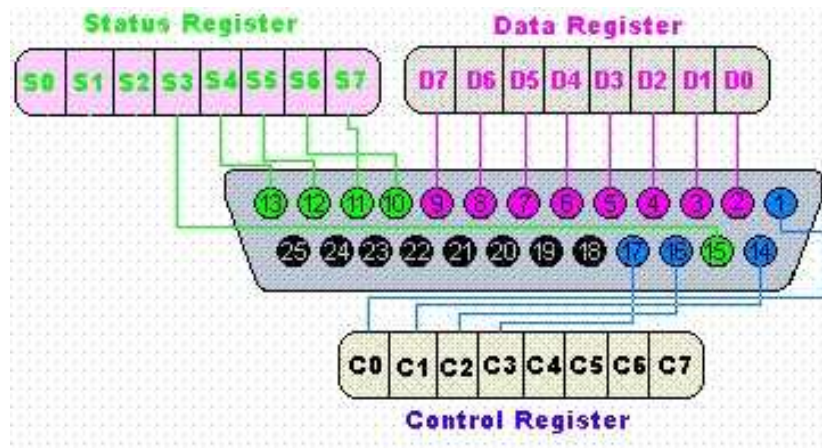 Status Register
Data Register
S0 S1 S2 S3 S4 S5 S6 S7
D7 D6 D5 D4 D3 D2 D1 D0
13 12 11 10 9 8 7 6 5 4 3 2 1
25 24 23 22 21 20 19 18 17 16 15 14
C0 C1 C2 C3 C4 C5 C6 C7
Control Register